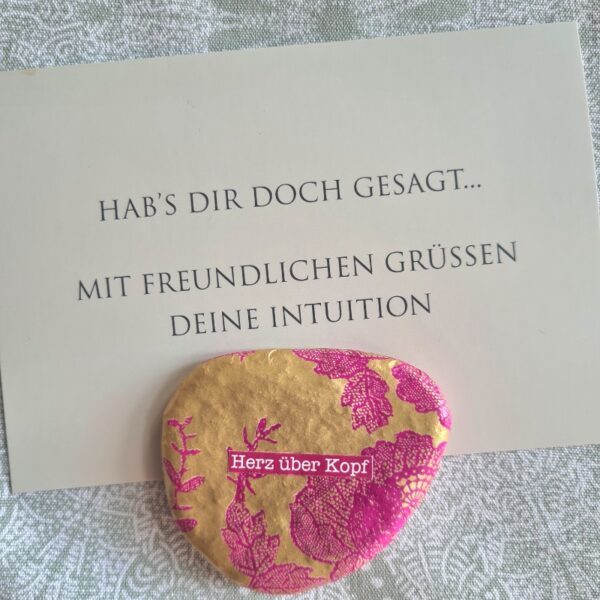 HAB'S DIR DOCH GESAGT...
MIT FREUNDLICHEN GRÜSSEN
DEINE INTUITION
Herz über Kopf